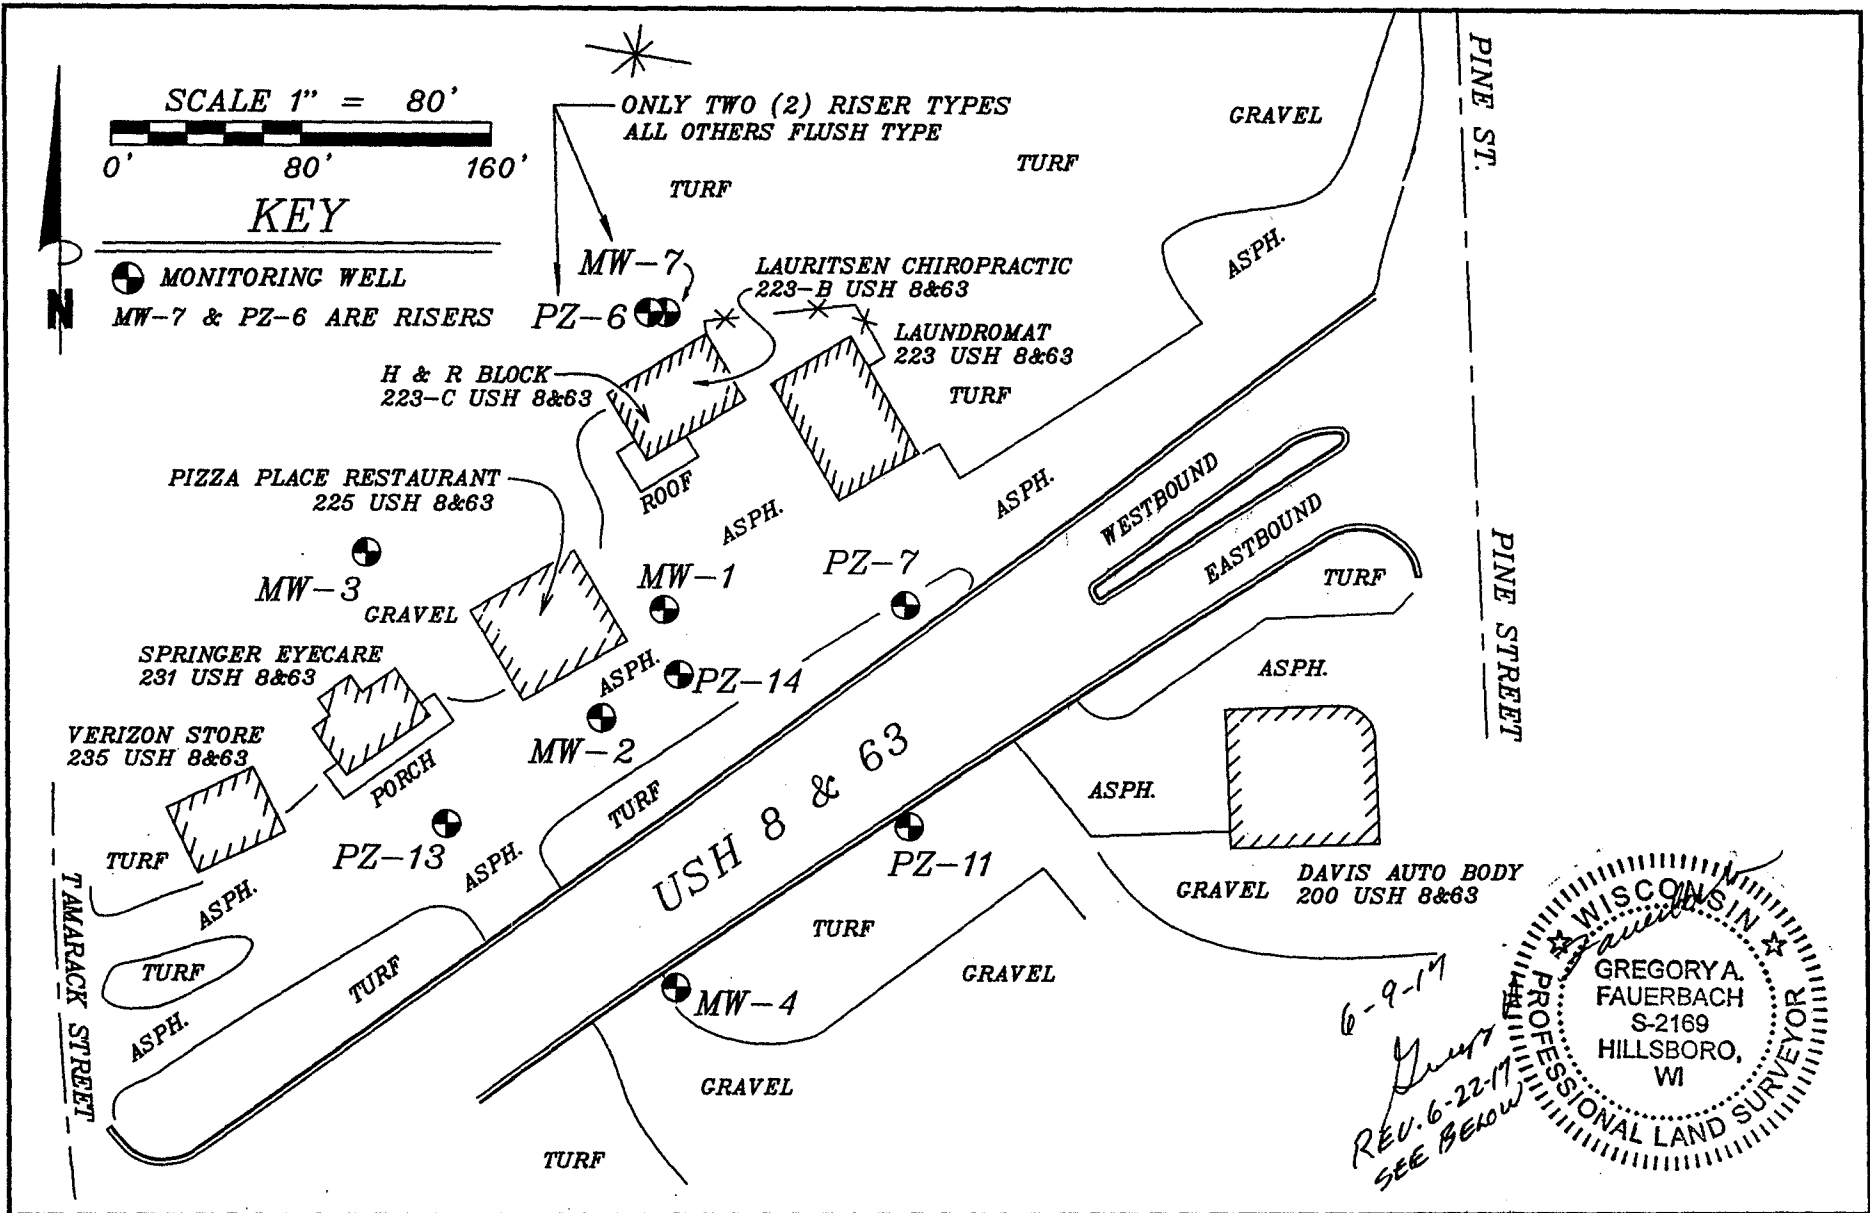 SCALE 1" = 80'
0' 80' 160'
KEY
MONITORING WELL
MW-7 & PZ-6 ARE RISERS
N
ONLY TWO (2) RISER TYPES
ALL OTHERS FLUSH TYPE
TURF
TURF
GRAVEL
PINE ST.
ASPH.
MW-7
PZ-6
LAURITSEN CHIROPRACTIC
223-B USH 8&63
LAUNDROMAT
223 USH 8&63
TURF
H & R BLOCK
223-C USH 8&63
ROOF
PIZZA PLACE RESTAURANT
225 USH 8&63
ASPH.
ASPH.
WESTBOUND
EASTBOUND
TURF
PINE STREET
MW-3
GRAVEL
MW-1
PZ-7
SPRINGER EYECARE
231 USH 8&63
ASPH.
PZ-14
MW-2
ASPH.
VERIZON STORE
235 USH 8&63
PORCH
TURF
USH 8 & 63
ASPH.
PZ-13
ASPH.
PZ-11
TURF
ASPH.
TAMARACK STREET
TURF
TURF
ASPH.
GRAVEL
DAVIS AUTO BODY
200 USH 8&63
TURF
GRAVEL
MW-4
GRAVEL
TURF
6-9-17
REV. 6-22-17
SEE BELOW
WISCONSIN
GREGORY A.
FAUERBACH
S-2169
HILLSBORO,
WI
PROFESSIONAL LAND SURVEYOR